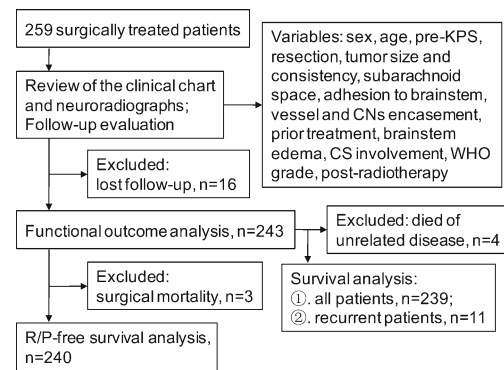 259 surgically treated patients
Review of the clinical chart
and neuroradiographs;
Follow-up evaluation
Variables: sex, age, pre-KPS,
resection, tumor size and
consistency, subarachnoid
space, adhesion to brainstem,
vessel and CNs encasement,
prior treatment, brainstem
edema, CS involvement, WHO
grade, post-radiotherapy
Excluded:
lost follow-up, n=16
Functional outcome analysis, n=243
Excluded: died of
unrelated disease, n=4
Excluded:
surgical mortality, n=3
Survival analysis:
①. all patients, n=239;
②. recurrent patients, n=11
R/P-free survival analysis,
n=240